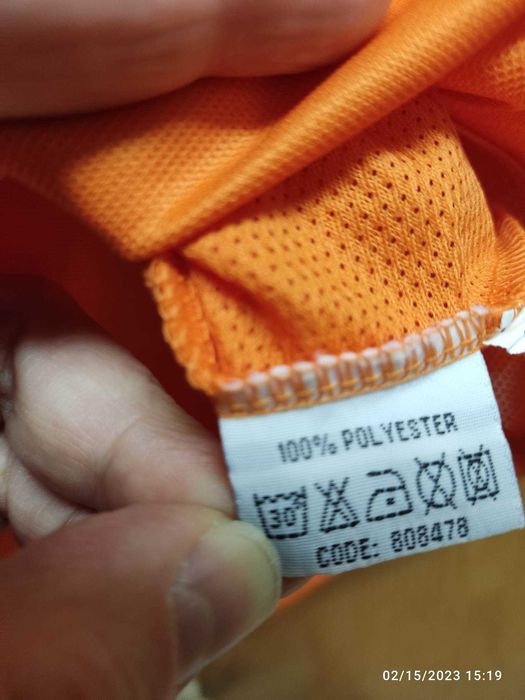 100% POLYESTER
30°
CODE: 808478
02/15/2023 15:19